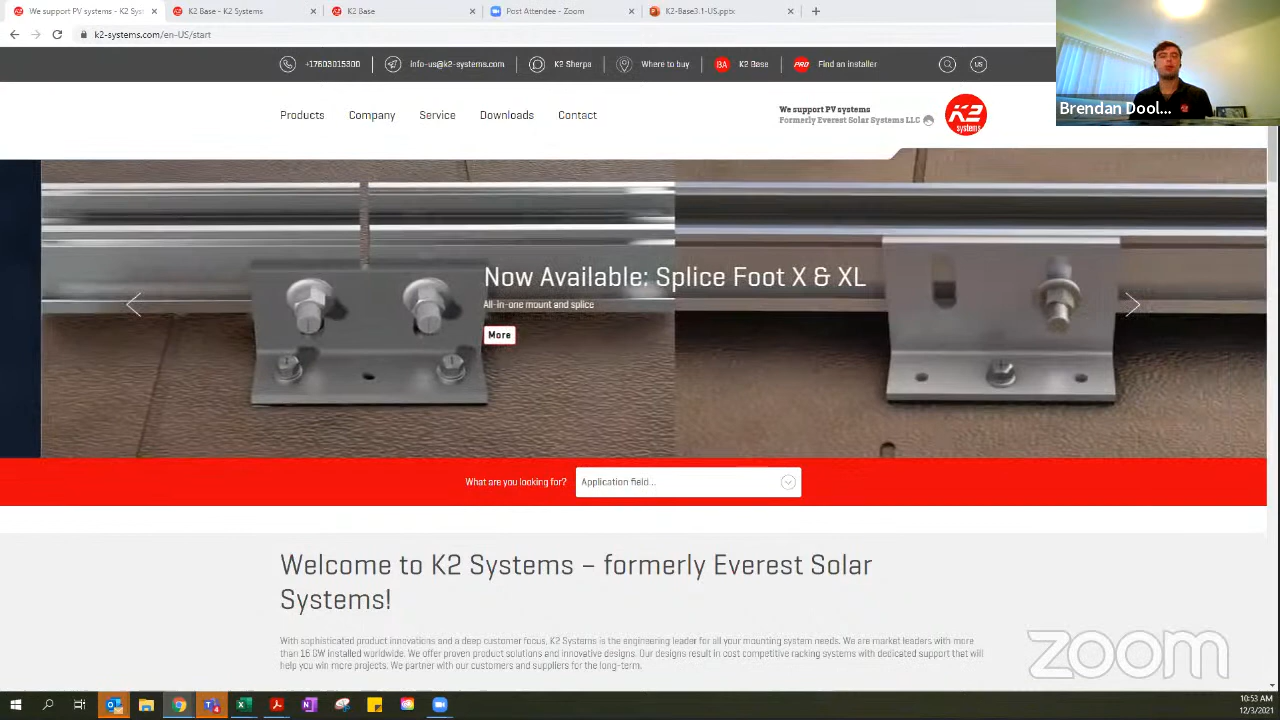 We support PV systems - K2 Sys
K2 Base - K2 Systems
K2 Base
Post Attendee - Zoom
K2-Base3.1-US.pptx
k2-systems.com/en-US/start
+17603015300
info-us@k2-systems.com
K2 Sherpa
Where to buy
BA
K2 Base
PRO
Find an installer
US
Brendan Dool...
Products
Company
Service
Downloads
Contact
We support PV systems
Formerly Everest Solar Systems LLC
K2
systems
Now Available: Splice Foot X & XL
All-in-one mount and splice
More
What are you looking for?
Application field...
Welcome to K2 Systems – formerly Everest Solar
Systems!
With sophisticated product innovations and a deep customer focus, K2 Systems is the engineering leader for all your mounting system needs. We are market leaders with more
than 16 GW installed worldwide. We offer proven product solutions and innovative designs. Our designs result in cost competitive racking systems with dedicated support that will
help you win more projects. We partner with our customers and suppliers for the long-term.
zoom
10:53 AM
12/3/2021